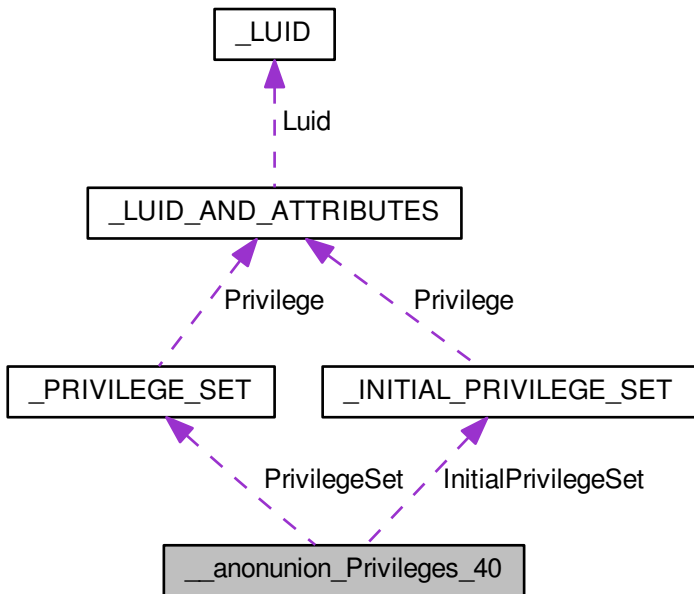 _LUID
Luid
_LUID_AND_ATTRIBUTES
Privilege
Privilege
_PRIVILEGE_SET
_INITIAL_PRIVILEGE_SET
PrivilegeSet
InitialPrivilegeSet
__anonunion_Privileges_40